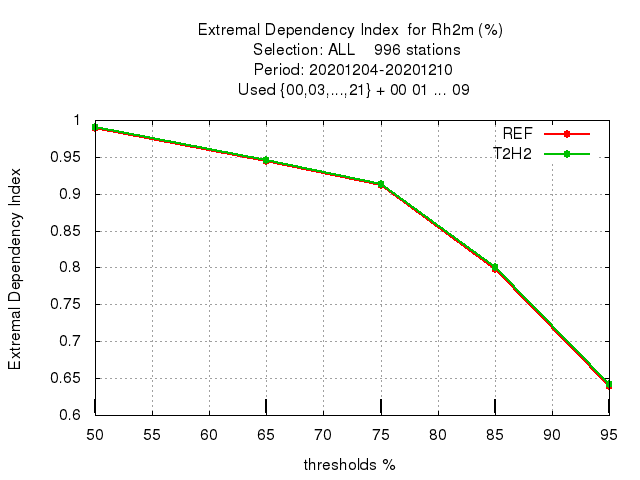 Extremal Dependency Index  for Rh2m (%)
Selection: ALL    996 stations
Period: 20201204-20201210
Used {00,03,...,21} + 00 01 ... 09
Extremal Dependency Index
1
0.95
0.9
0.85
0.8
0.75
0.7
0.65
0.6
REF
T2H2
50 55 60 65 70 75 80 85 90 95
thresholds %